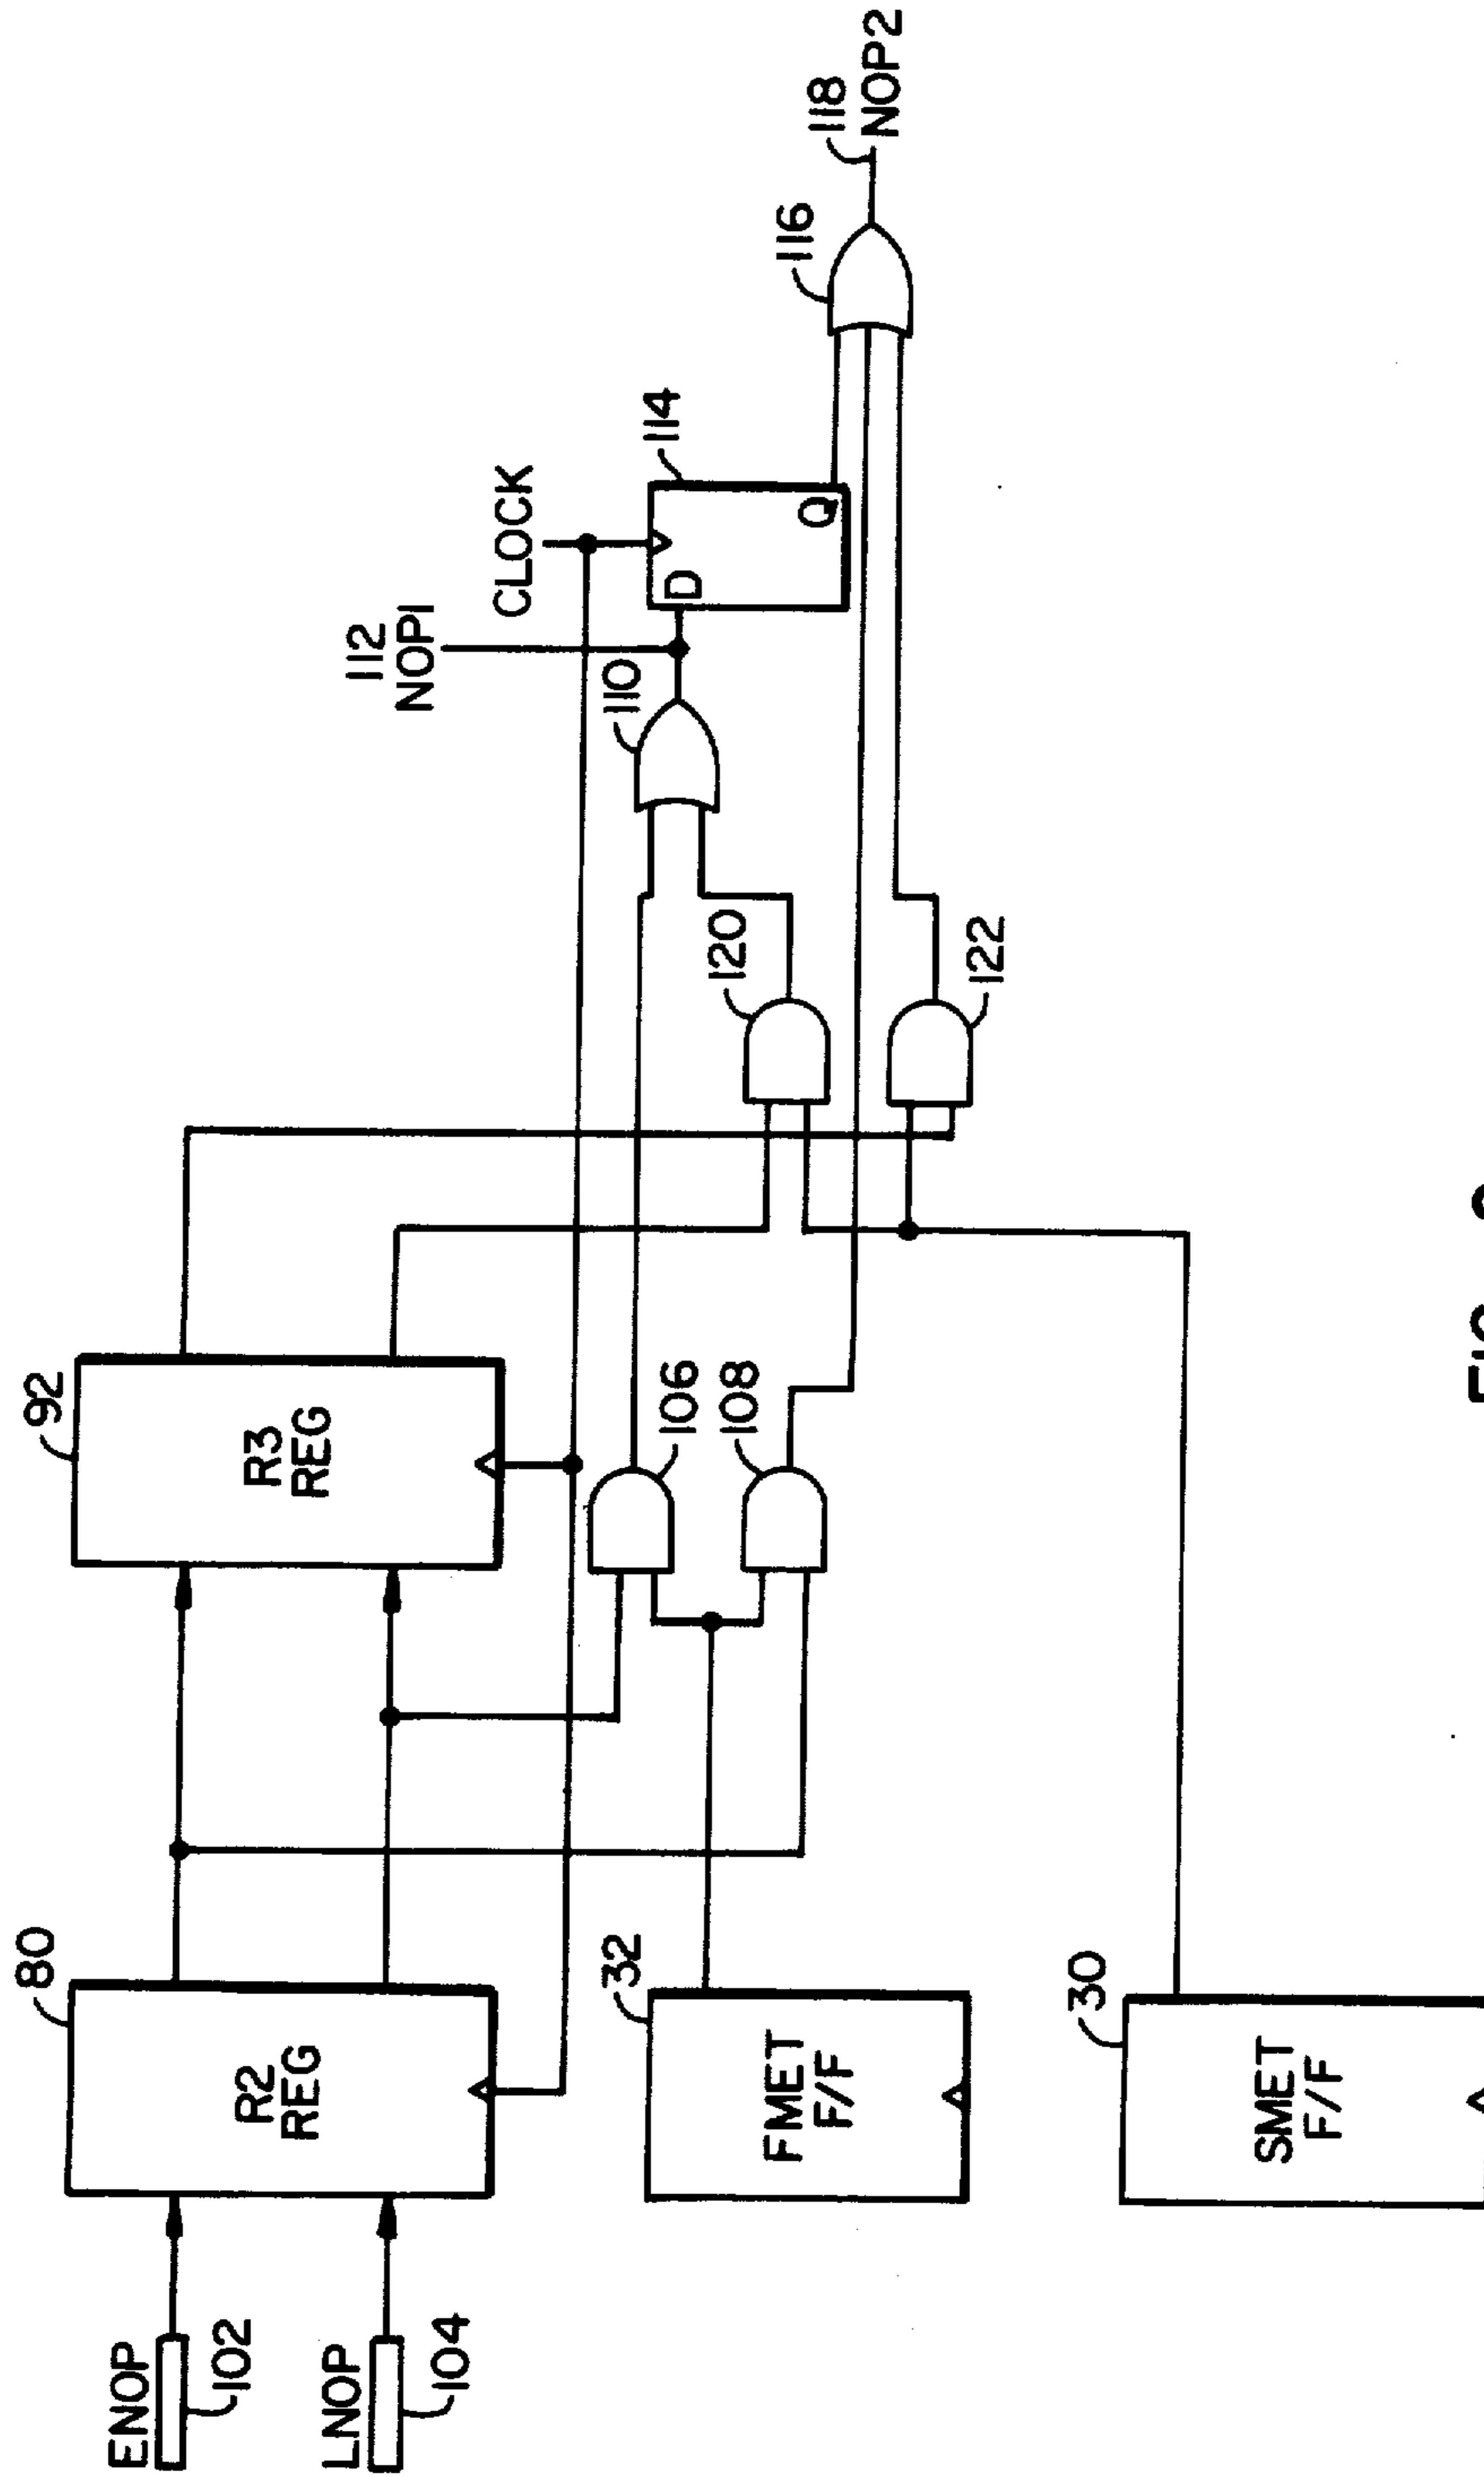 ENOP
102
LNOP
104
80
R2
REG
32
FMET
F/F
30
SMET
F/F
92
R3
REG
106
108
120
122
110
112
NOP1
CLOCK
D
Q
114
116
118
NOP2